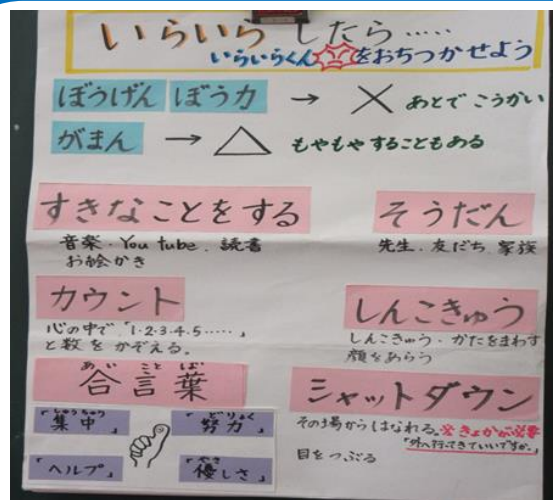 いらいら したら‥‥‥
いらいらくん をおちつかせよう
ぼうげん ぼう力 → × あとで こうかい
がまん → △ もやもや することもある
すきなことをする
音楽・You tube・読書
お絵かき
そうだん
先生・友だち・家族
カウント
心の中で「1・2・3・4・5‥‥‥」
と数を かぞえる。
しんこきゅう
しんこきゅう・かたをまわす
顔をあらう
あいことば
合言葉
しゅうちゅう
「集中」
どりょく
「努力」
「ヘルプ」
やさ
「優しさ」
シャットダウン
その場から はなれる。※きょかが必要
「外へ行ってきていいですか。」
目をつぶる